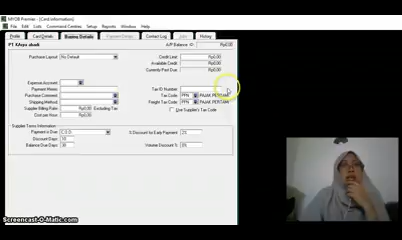 MYOB Premier - [Card Information]
File Edit Lists Command Centres Setup Reports Window Help
Profile Card Details Buying Details Payment Details Contact Log Jobs History
PT XAnya abadi A/P Balance Rp0.00
Purchase Layout: No Default Credit Limit: Rp0.00
Available Credit: Rp0.00
Currently Past Due: Rp0.00
Expense Account:
Payment Memo: Tax ID Number:
Purchase Comment: Tax Code: PPN PAJAK PERTAM
Shipping Method: Freight Tax Code: PPN PAJAK PERTAM
Supplier Billing Rate: Rp0.00 Excluding Tax Use Supplier's Tax Code
Cost per Hour: Rp0.00
Supplier Terms Information
Payment is Due: C.O.D. % Discount for Early Payment: 2%
Discount Days: 10
Balance Due Days: 30 Volume Discount %: 0%
Screencast-O-Matic.com